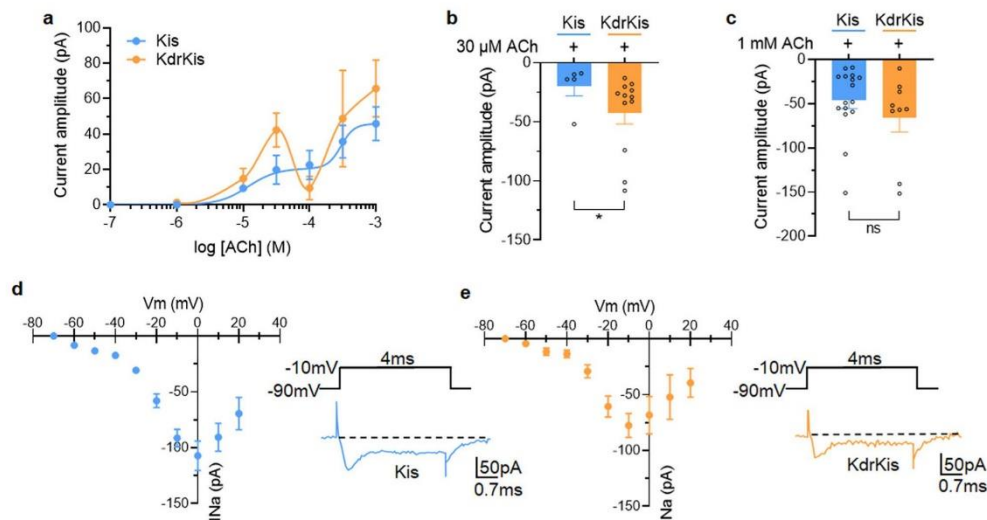 a
Kis
KdrKis
Current amplitude (pA)
100
80
60
40
20
0
-7
-6
-5
-4
-3
log [ACh] (M)
b
Kis
KdrKis
30 µM ACh
+
+
Current amplitude (pA)
0
-25
-50
-75
-100
-125
-150
*
c
Kis
KdrKis
1 mM ACh
+
+
Current amplitude (pA)
0
-50
-100
-150
-200
ns
d
Vm (mV)
-80
-60
-40
-20
0
20
40
-50
-100
-150
INa (pA)
4ms
-10mV
-90mV
Kis
50pA
0.7ms
e
Vm (mV)
-80
-60
-40
-20
0
20
40
-50
-100
-150
Na (pA)
4ms
-10mV
-90mV
KdrKis
50pA
0.7ms